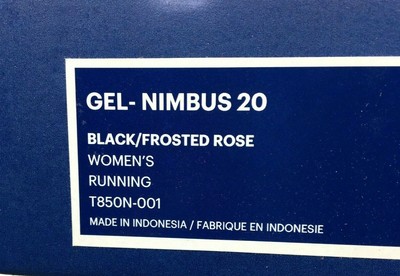 GEL- NIMBUS 20
BLACK/FROSTED ROSE
WOMEN'S
RUNNING
T850N-001
MADE IN INDONESIA / FABRIQUE EN INDONESIE